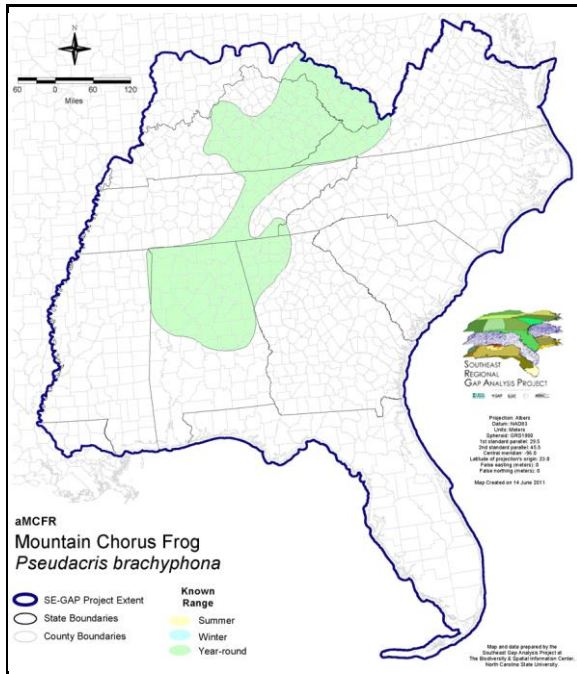 N
60 0 60 120
Miles
SOUTHEAST
REGIONAL
GAP ANALYSIS PROJECT
Projection: Albers
Datum: NAD83
Units: Meters
Spheroid: GRS1980
1st standard parallel: 29.5
2nd standard parallel: 45.5
Central meridian: -96.0
Latitude of projection's origin: 23.0
False easting (meters): 0
False northing (meters): 0
Map Created on 14 June 2011
aMCFR
Mountain Chorus Frog
Pseudacris brachyphona
SE-GAP Project Extent
State Boundaries
County Boundaries
Known
Range
Summer
Winter
Year-round
Map and data prepared by the
Southeast Gap Analysis Project at
The Biodiversity & Spatial Information Center,
North Carolina State University.